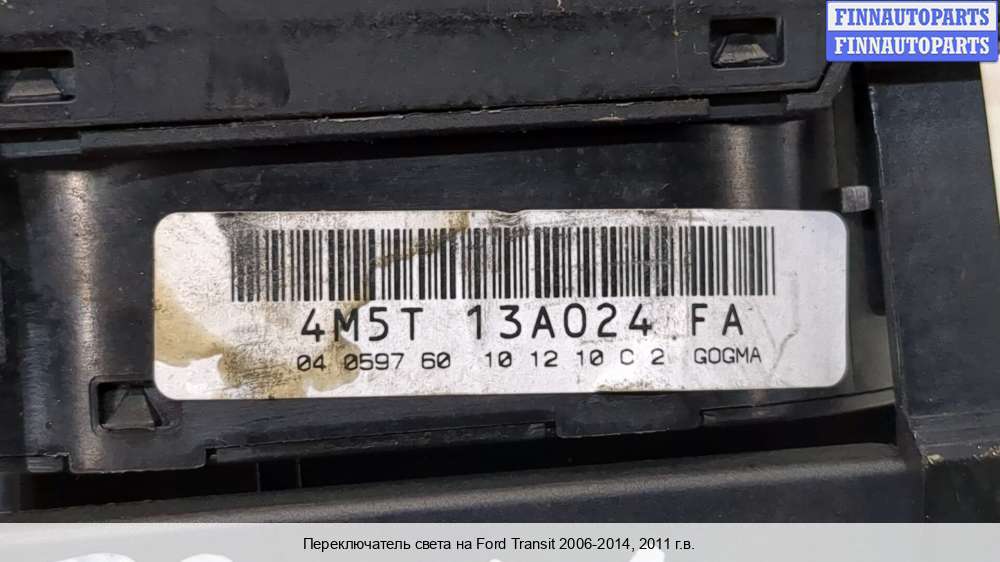 FINNAUTOPARTS
FINNAUTOPARTS
4M5T 13A024 FA
04 0597 60 10 12 10 C 2 GOGMA
Переключатель света на Ford Transit 2006-2014, 2011 г.в.